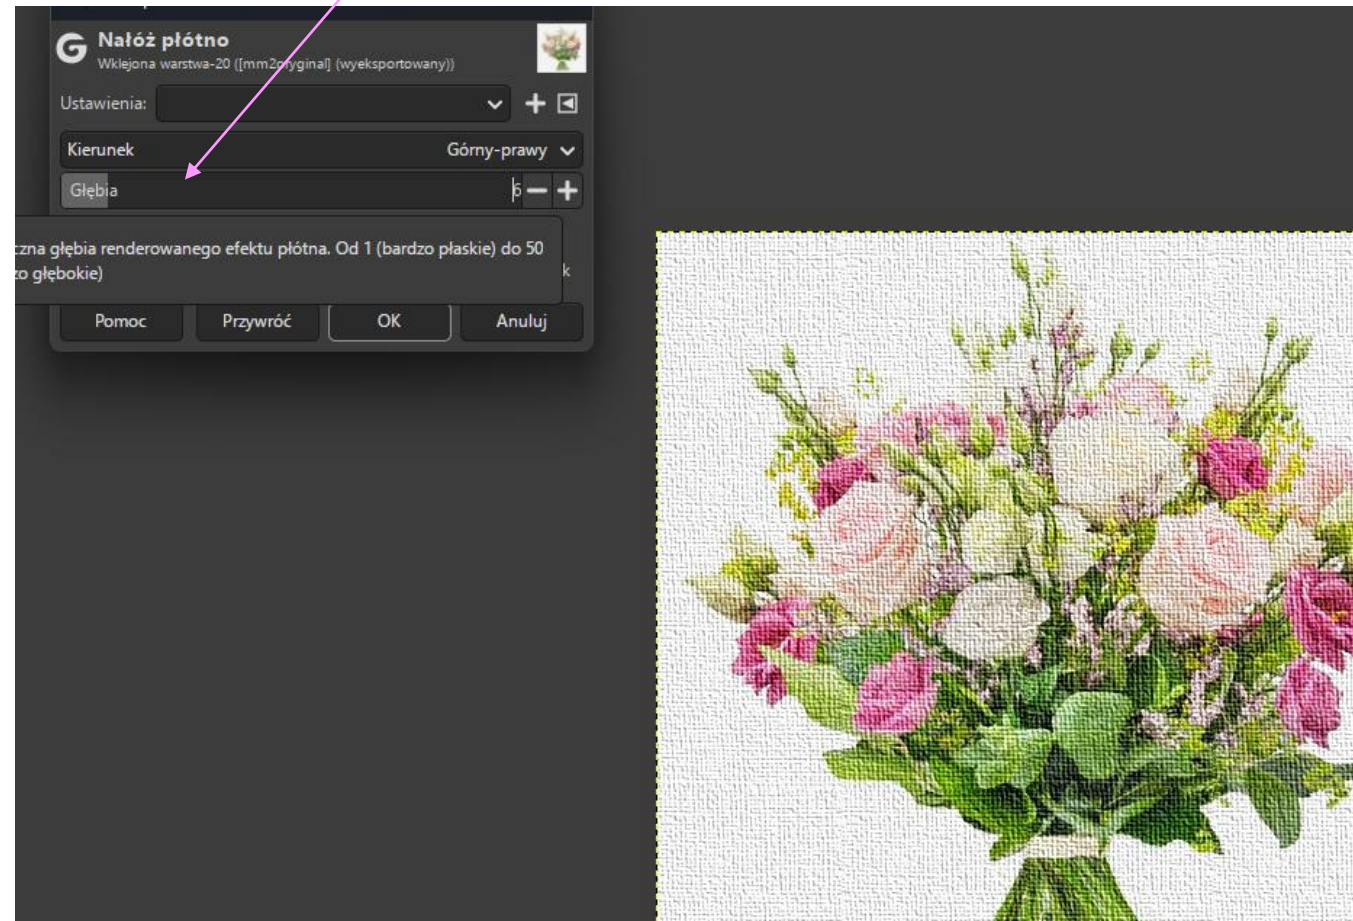 Nałóż płótno
Wklejona warstwa-20 ([mm2oryginal] (wyeksportowany))
Ustawienia:
Kierunek Górny-prawy
Głębia 6
czna głębia renderowanego efektu płótna. Od 1 (bardzo płaskie) do 50
zo głębokie)
k
Pomoc Przywróć OK Anuluj